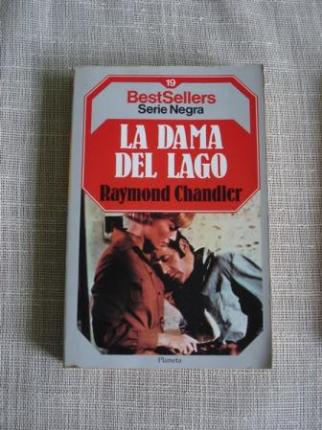 19
BestSellers
Serie Negra
LA DAMA
DEL LAGO
Raymond Chandler
Planeta